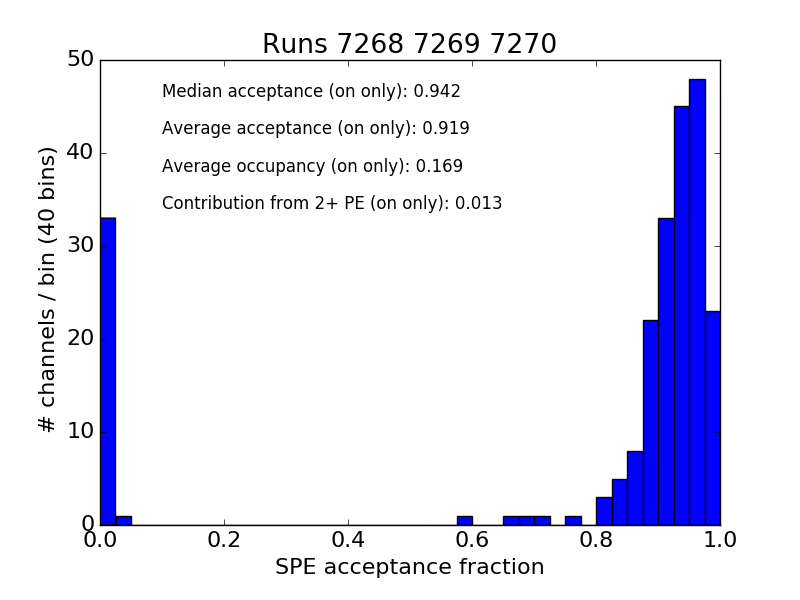 Runs 7268 7269 7270
50
Median acceptance (on only): 0.942
Average acceptance (on only): 0.919
40
Average occupancy (on only): 0.169
Contribution from 2+ PE (on only): 0.013
30
20
10
0
# channels / bin (40 bins)
0.0 0.2 0.4 0.6 0.8 1.0
SPE acceptance fraction